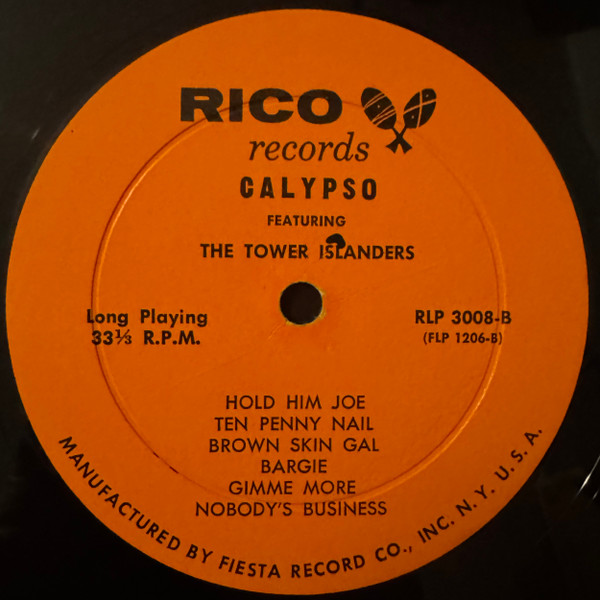 RICO
records
CALYPSO
FEATURING
THE TOWER ISLANDERS
Long Playing
33⅓ R.P.M.
RLP 3008-B
(FLP 1206-B)
HOLD HIM JOE
TEN PENNY NAIL
BROWN SKIN GAL
BARGIE
GIMME MORE
NOBODY'S BUSINESS
MANUFACTURED BY FIESTA RECORD CO., INC. N. Y. U. S. A.